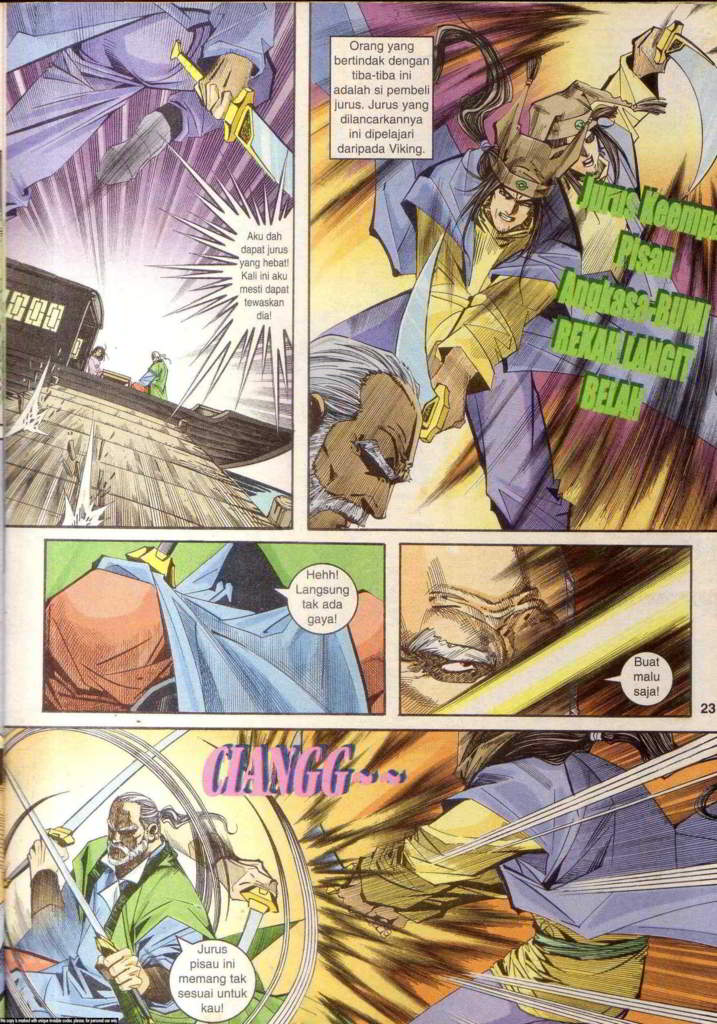 Orang yang
bertindak dengan
tiba-tiba ini
adalah si pembeli
jurus. Jurus yang
dilancarkannya
ini dipelajari
daripada Viking.
Aku dah
dapat jurus
yang hebat!
Kali ini aku
mesti dapat
tewaskan
dia!
Jurus Keempat
Pisau
Angkasa-BUMI
REKAH LANGIT
BELAH
Hehh!
Langsung
tak ada
gaya!
Buat
malu
saja!
23
CIANGG~~
Jurus
pisau ini
memang tak
sesuai untuk
kau!